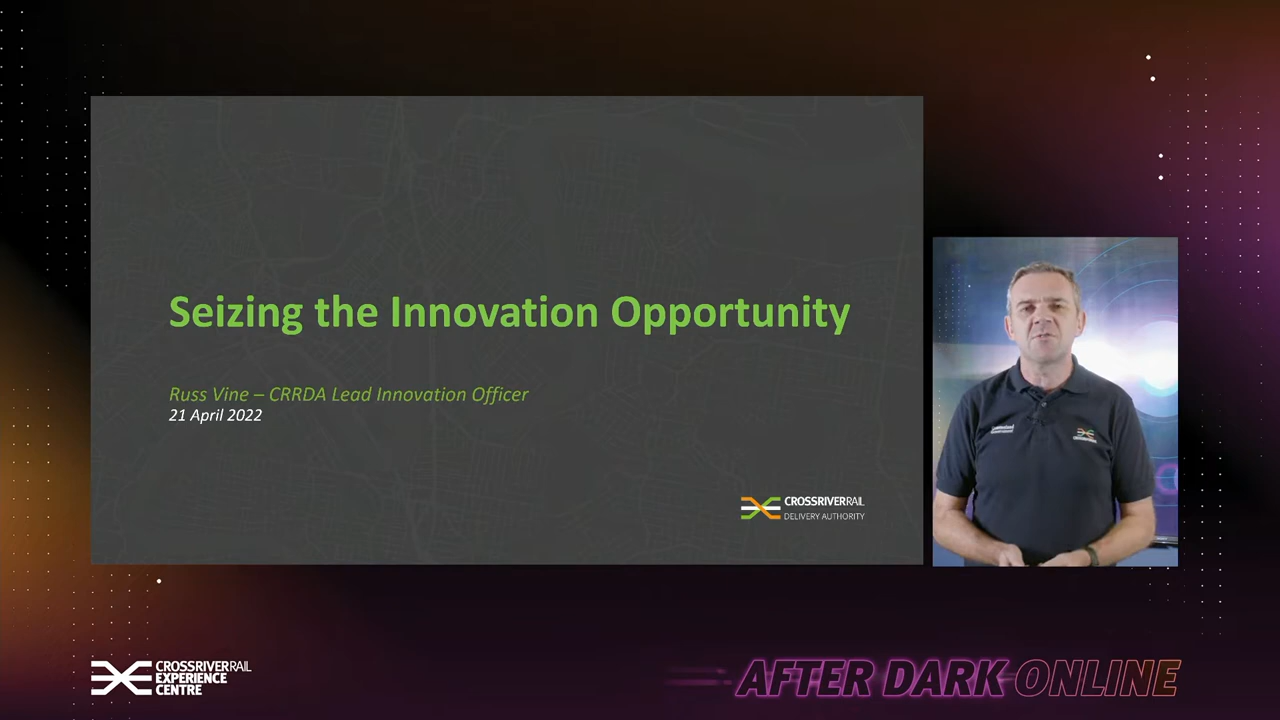 Seizing the Innovation Opportunity
Russ Vine – CRRDA Lead Innovation Officer
21 April 2022
CROSSRIVERRAIL
DELIVERY AUTHORITY
CROSSRIVERRAIL
EXPERIENCE
CENTRE
AFTER DARK ONLINE